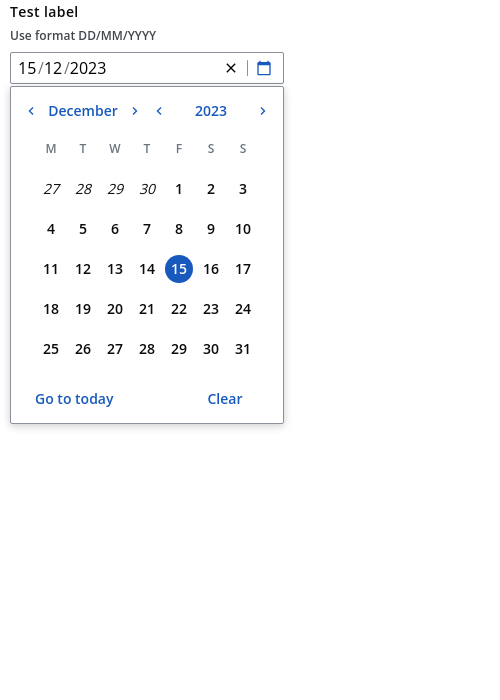 Test label
Use format DD/MM/YYYY
15/12/2023
December 2023
M T W T F S S
27 28 29 30 1 2 3
4 5 6 7 8 9 10
11 12 13 14 15 16 17
18 19 20 21 22 23 24
25 26 27 28 29 30 31
Go to today Clear